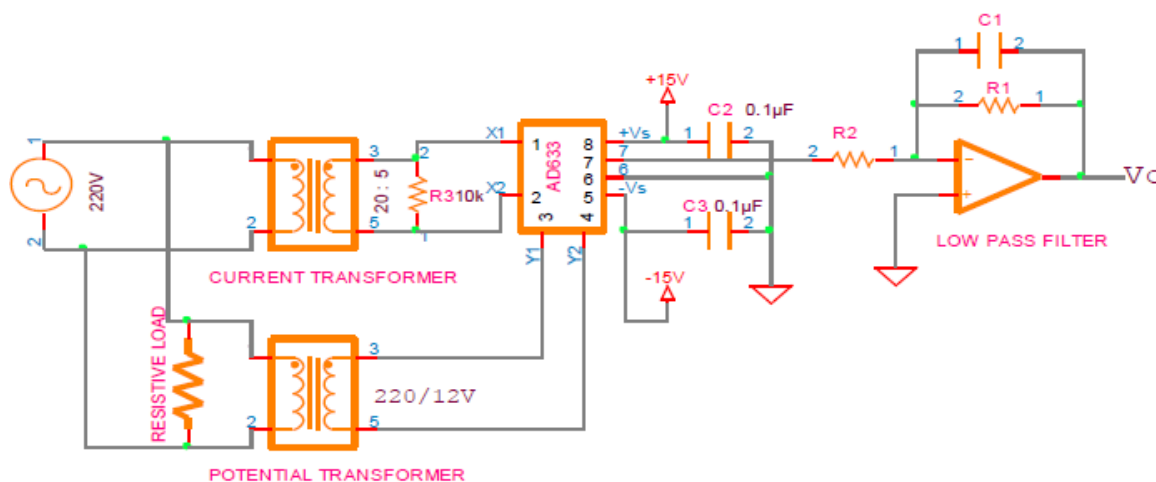 C1
1 2
+15V
C2 0.1µF
R1
2 1
1
X1
1
8
+Vs
1 2
R2
3
2
7
2 1
−
220V
20 : 5
R3 10k
AD633
6
+
Vo
X2
2
5
-Vs
C3 0.1µF
2
2
5
1
3 4
1 2
LOW PASS FILTER
CURRENT TRANSFORMER
Y1
Y2
-15V
RESISTIVE LOAD
3
220/12V
2
5
POTENTIAL TRANSFORMER